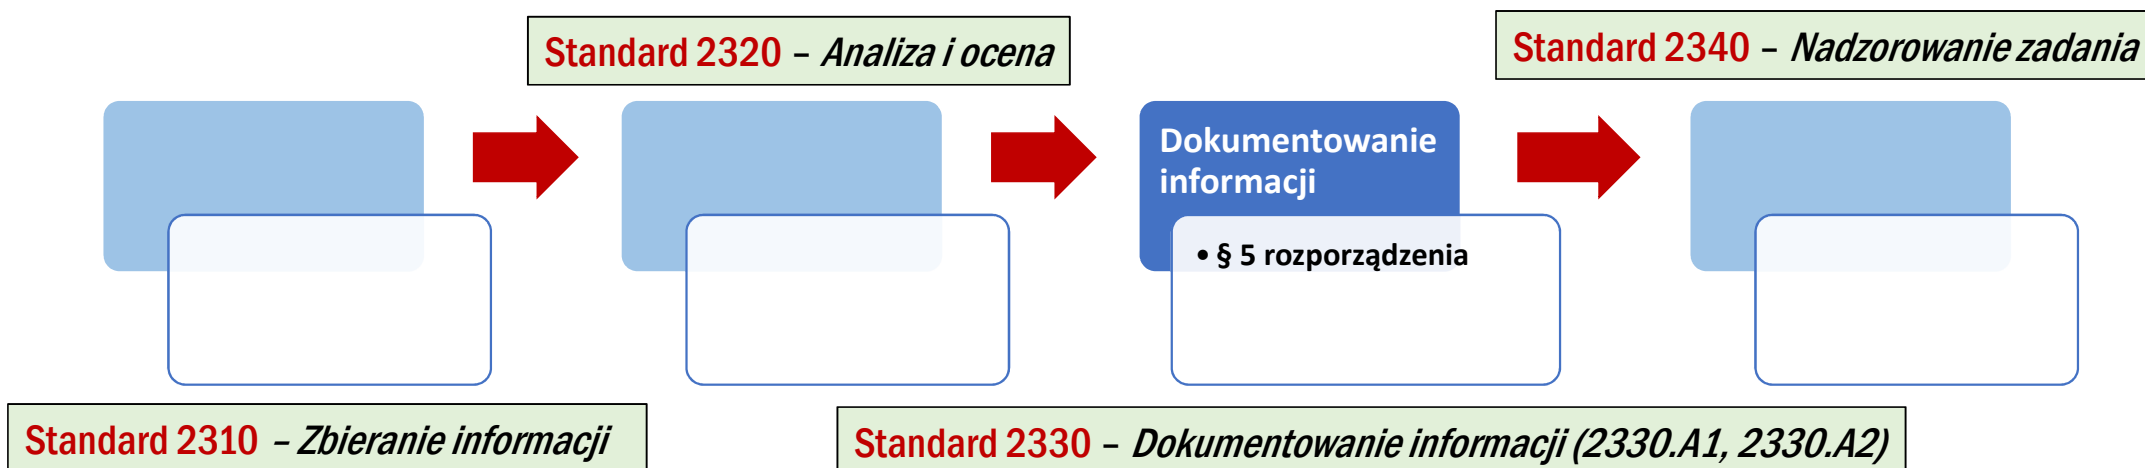 Standard 2320 – Analiza i ocena
Standard 2340 – Nadzorowanie zadania
Dokumentowanie
informacji
• § 5 rozporządzenia
Standard 2310 – Zbieranie informacji
Standard 2330 – Dokumentowanie informacji (2330.A1, 2330.A2)